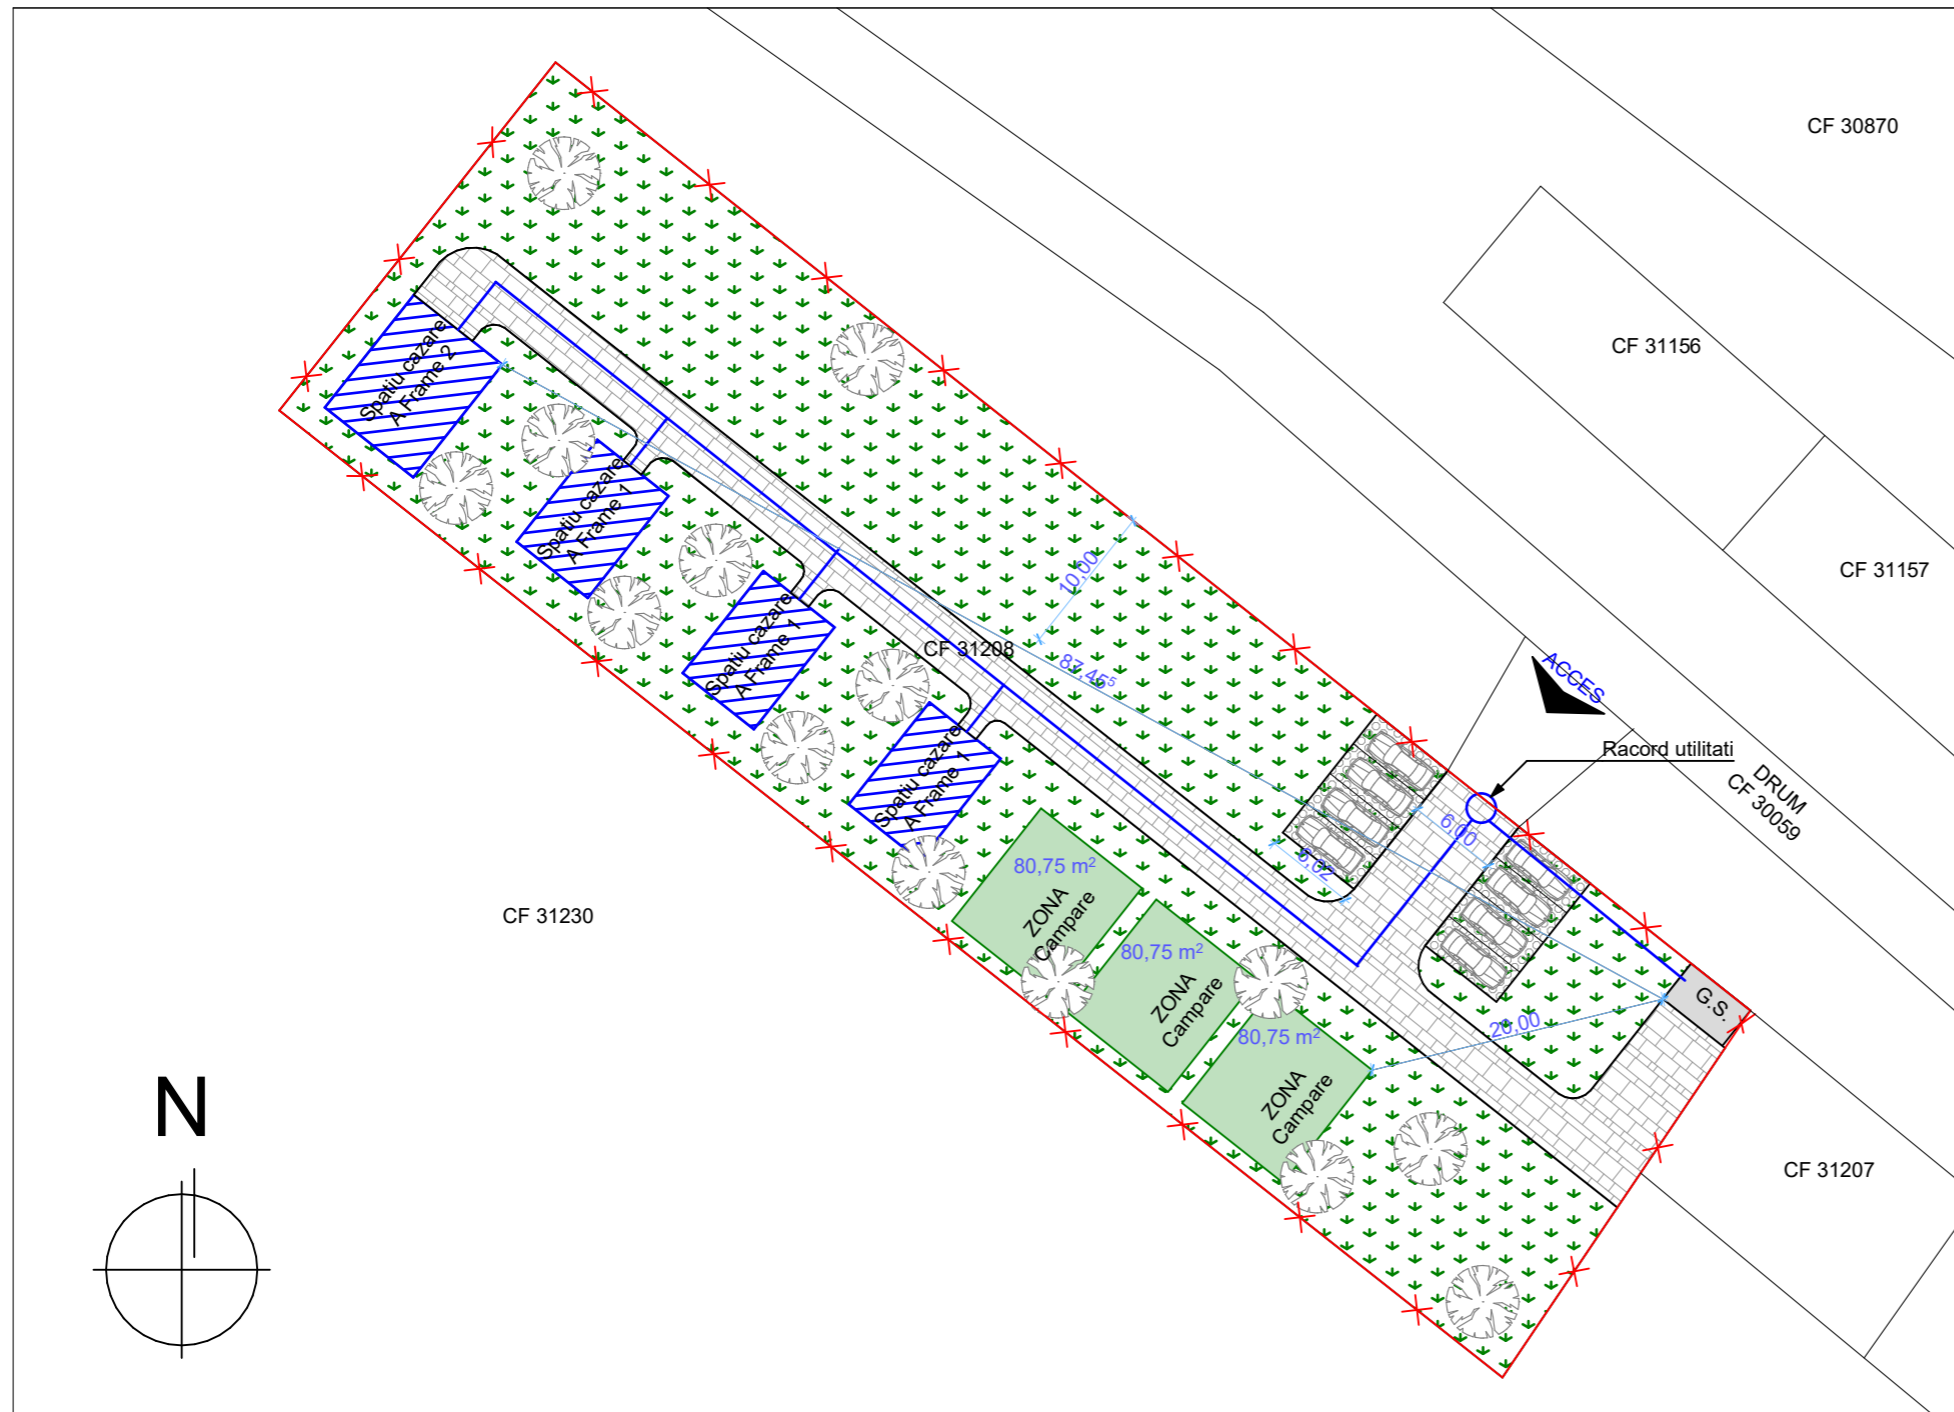 CF 30870
CF 31156
CF 31157
Spatiu cazare
A Frame 2
Spatiu cazare
A Frame 1
Spatiu cazare
A Frame 1
Spatiu cazare
A Frame 1
10,00
CF 31208
87,45⁵
ACCES
Racord utilitati
DRUM
CF 30059
6,00
6,02
80,75 m²
ZONA
Campare
80,75 m²
ZONA
Campare
80,75 m²
ZONA
Campare
20,00
G.S.
CF 31230
CF 31207
N